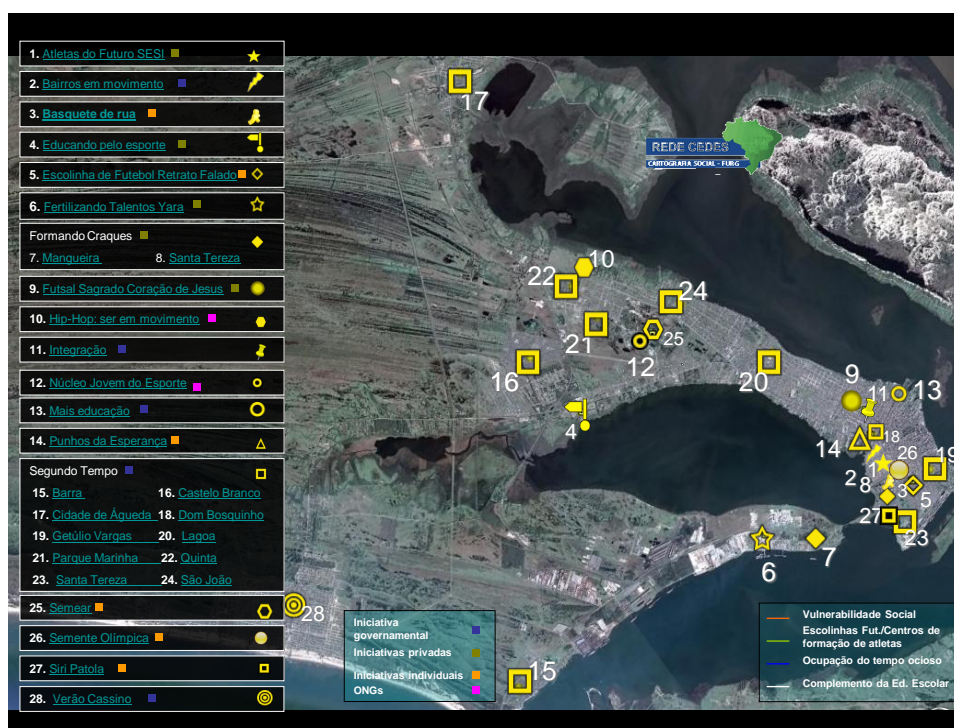 1. Atletas do Futuro SESI
2. Bairros em movimento
3. Basquete de rua
4. Educando pelo esporte
5. Escolinha de Futebol Retrato Falado
6. Fertilizando Talentos Yara
Formando Craques
7. Mangueira 8. Santa Tereza
9. Futsal Sagrado Coração de Jesus
10. Hip-Hop: ser em movimento
11. Integração
12. Núcleo Jovem do Esporte
13. Mais educação
14. Punhos da Esperança
Segundo Tempo
15. Barra 16. Castelo Branco
17. Cidade de Águeda 18. Dom Bosquinho
19. Getúlio Vargas 20. Lagoa
21. Parque Marinha 22. Quinta
23. Santa Tereza 24. São João
25. Semear
26. Semente Olímpica
27. Siri Patola
28. Verão Cassino
REDE CEDES
CARTOGRAFIA SOCIAL - FURG
17
10
22
24
21
25
12
16
20
9
11
13
4
14
18
26
19
2
1
8
3
5
27
23
6
7
28
15
Iniciativa
governamental
Iniciativas privadas
Iniciativas individuais
ONGs
Vulnerabilidade Social
Escolinhas Fut./Centros de
formação de atletas
Ocupação do tempo ocioso
Complemento da Ed. Escolar